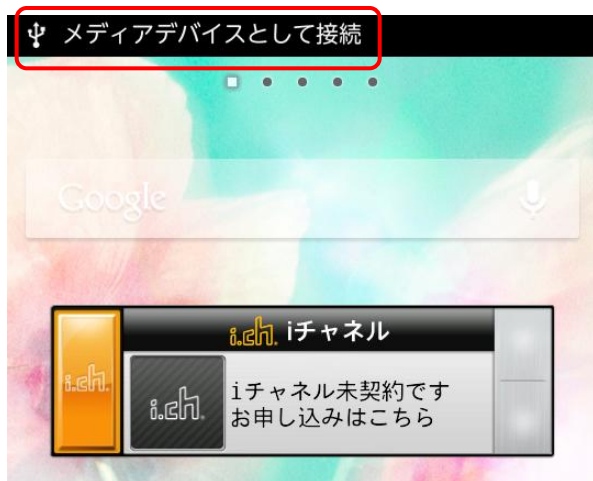 メディアデバイスとして接続
Google
i.ch. iチャネル
i.ch.
i.ch.
iチャネル未契約です
お申し込みはこちら